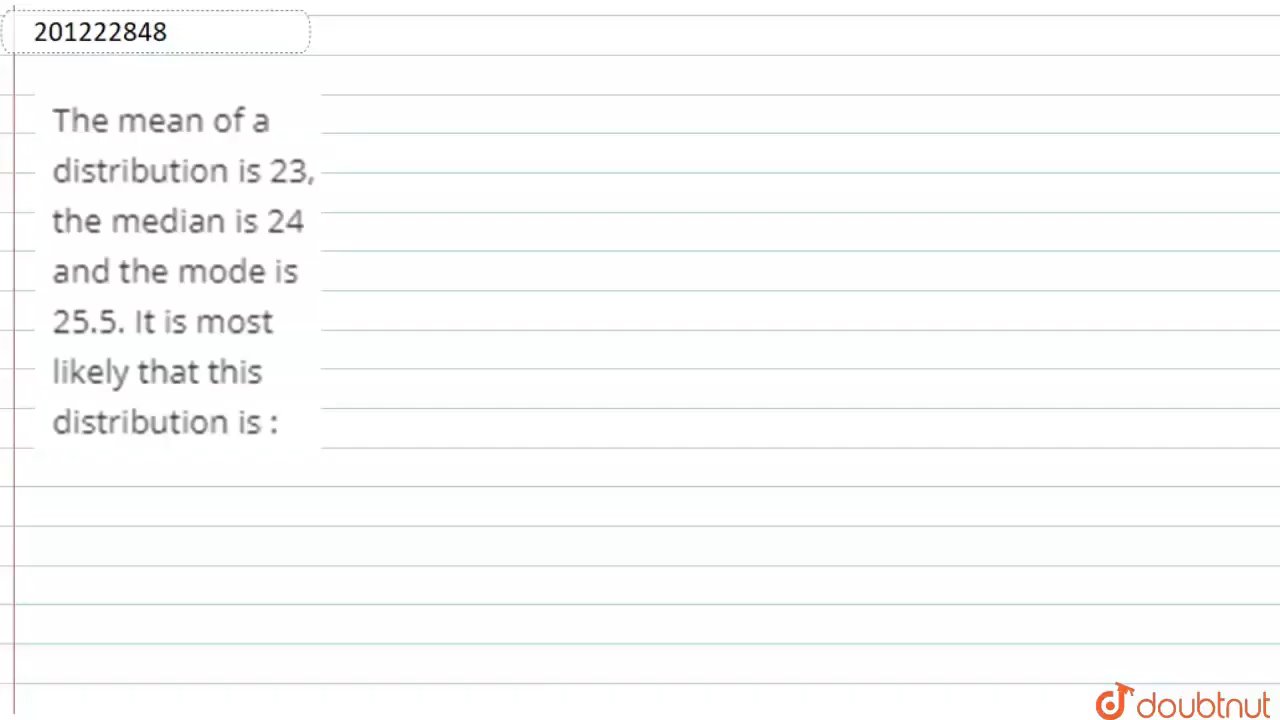 201222848
The mean of a
distribution is 23,
the median is 24
and the mode is
25.5. It is most
likely that this
distribution is :
doubtnut